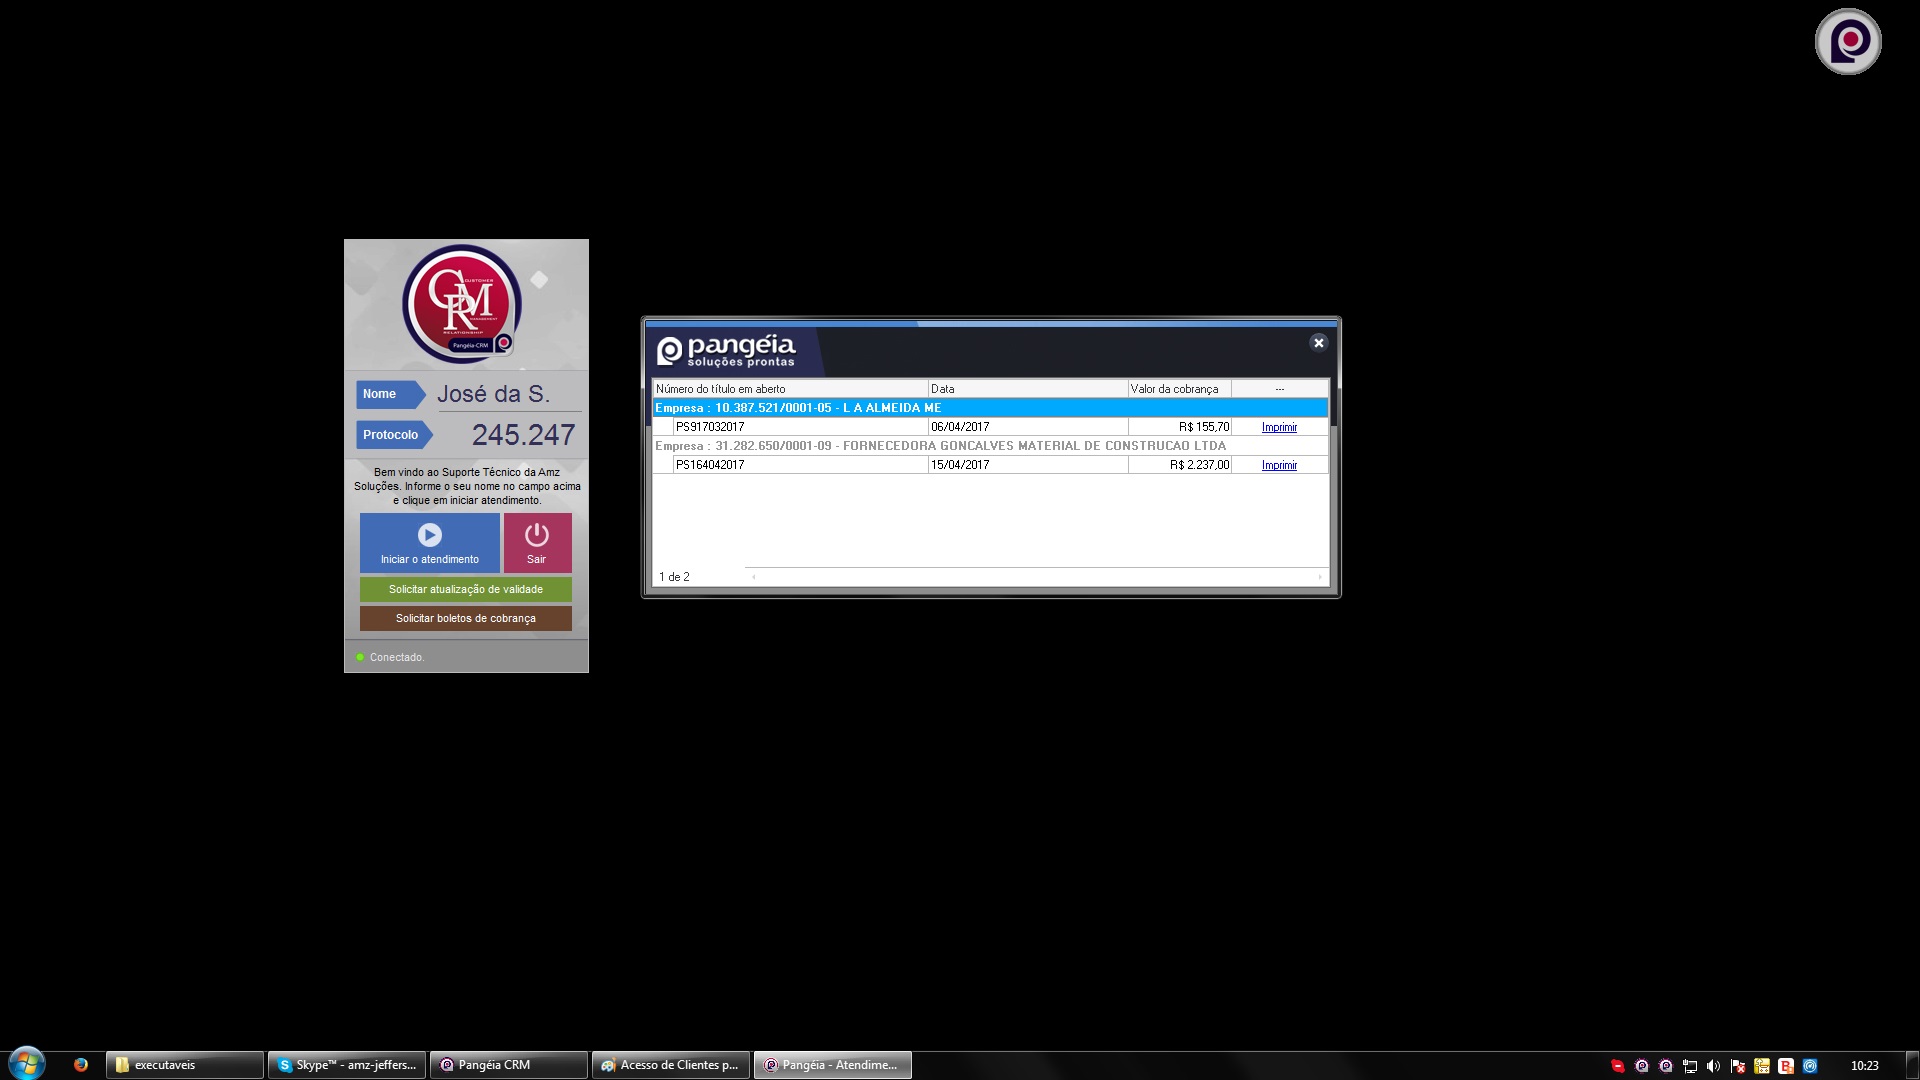 CRM
CUSTOMER
RELATIONSHIP
MANAGEMENT
Pangéia-CRM
Nome
José da S.
Protocolo
245.247
Bem vindo ao Suporte Técnico da Amz
Soluções. Informe o seu nome no campo acima
e clique em iniciar atendimento.
Iniciar o atendimento
Sair
Solicitar atualização de validade
Solicitar boletos de cobrança
Conectado.
pangéia
soluções prontas
Número do título em aberto Data Valor da cobrança ...
Empresa : 10.387.521/0001-05 - L A ALMEIDA ME
PS917032017 06/04/2017 R$ 155,70 Imprimir
Empresa : 31.282.650/0001-09 - FORNECEDORA GONCALVES MATERIAL DE CONSTRUCAO LTDA
PS164042017 15/04/2017 R$ 2.237,00 Imprimir
1 de 2
executaveis
Skype™ - amz-jeffers...
Pangéia CRM
Acesso de Clientes p...
Pangéia - Atendime...
10:23